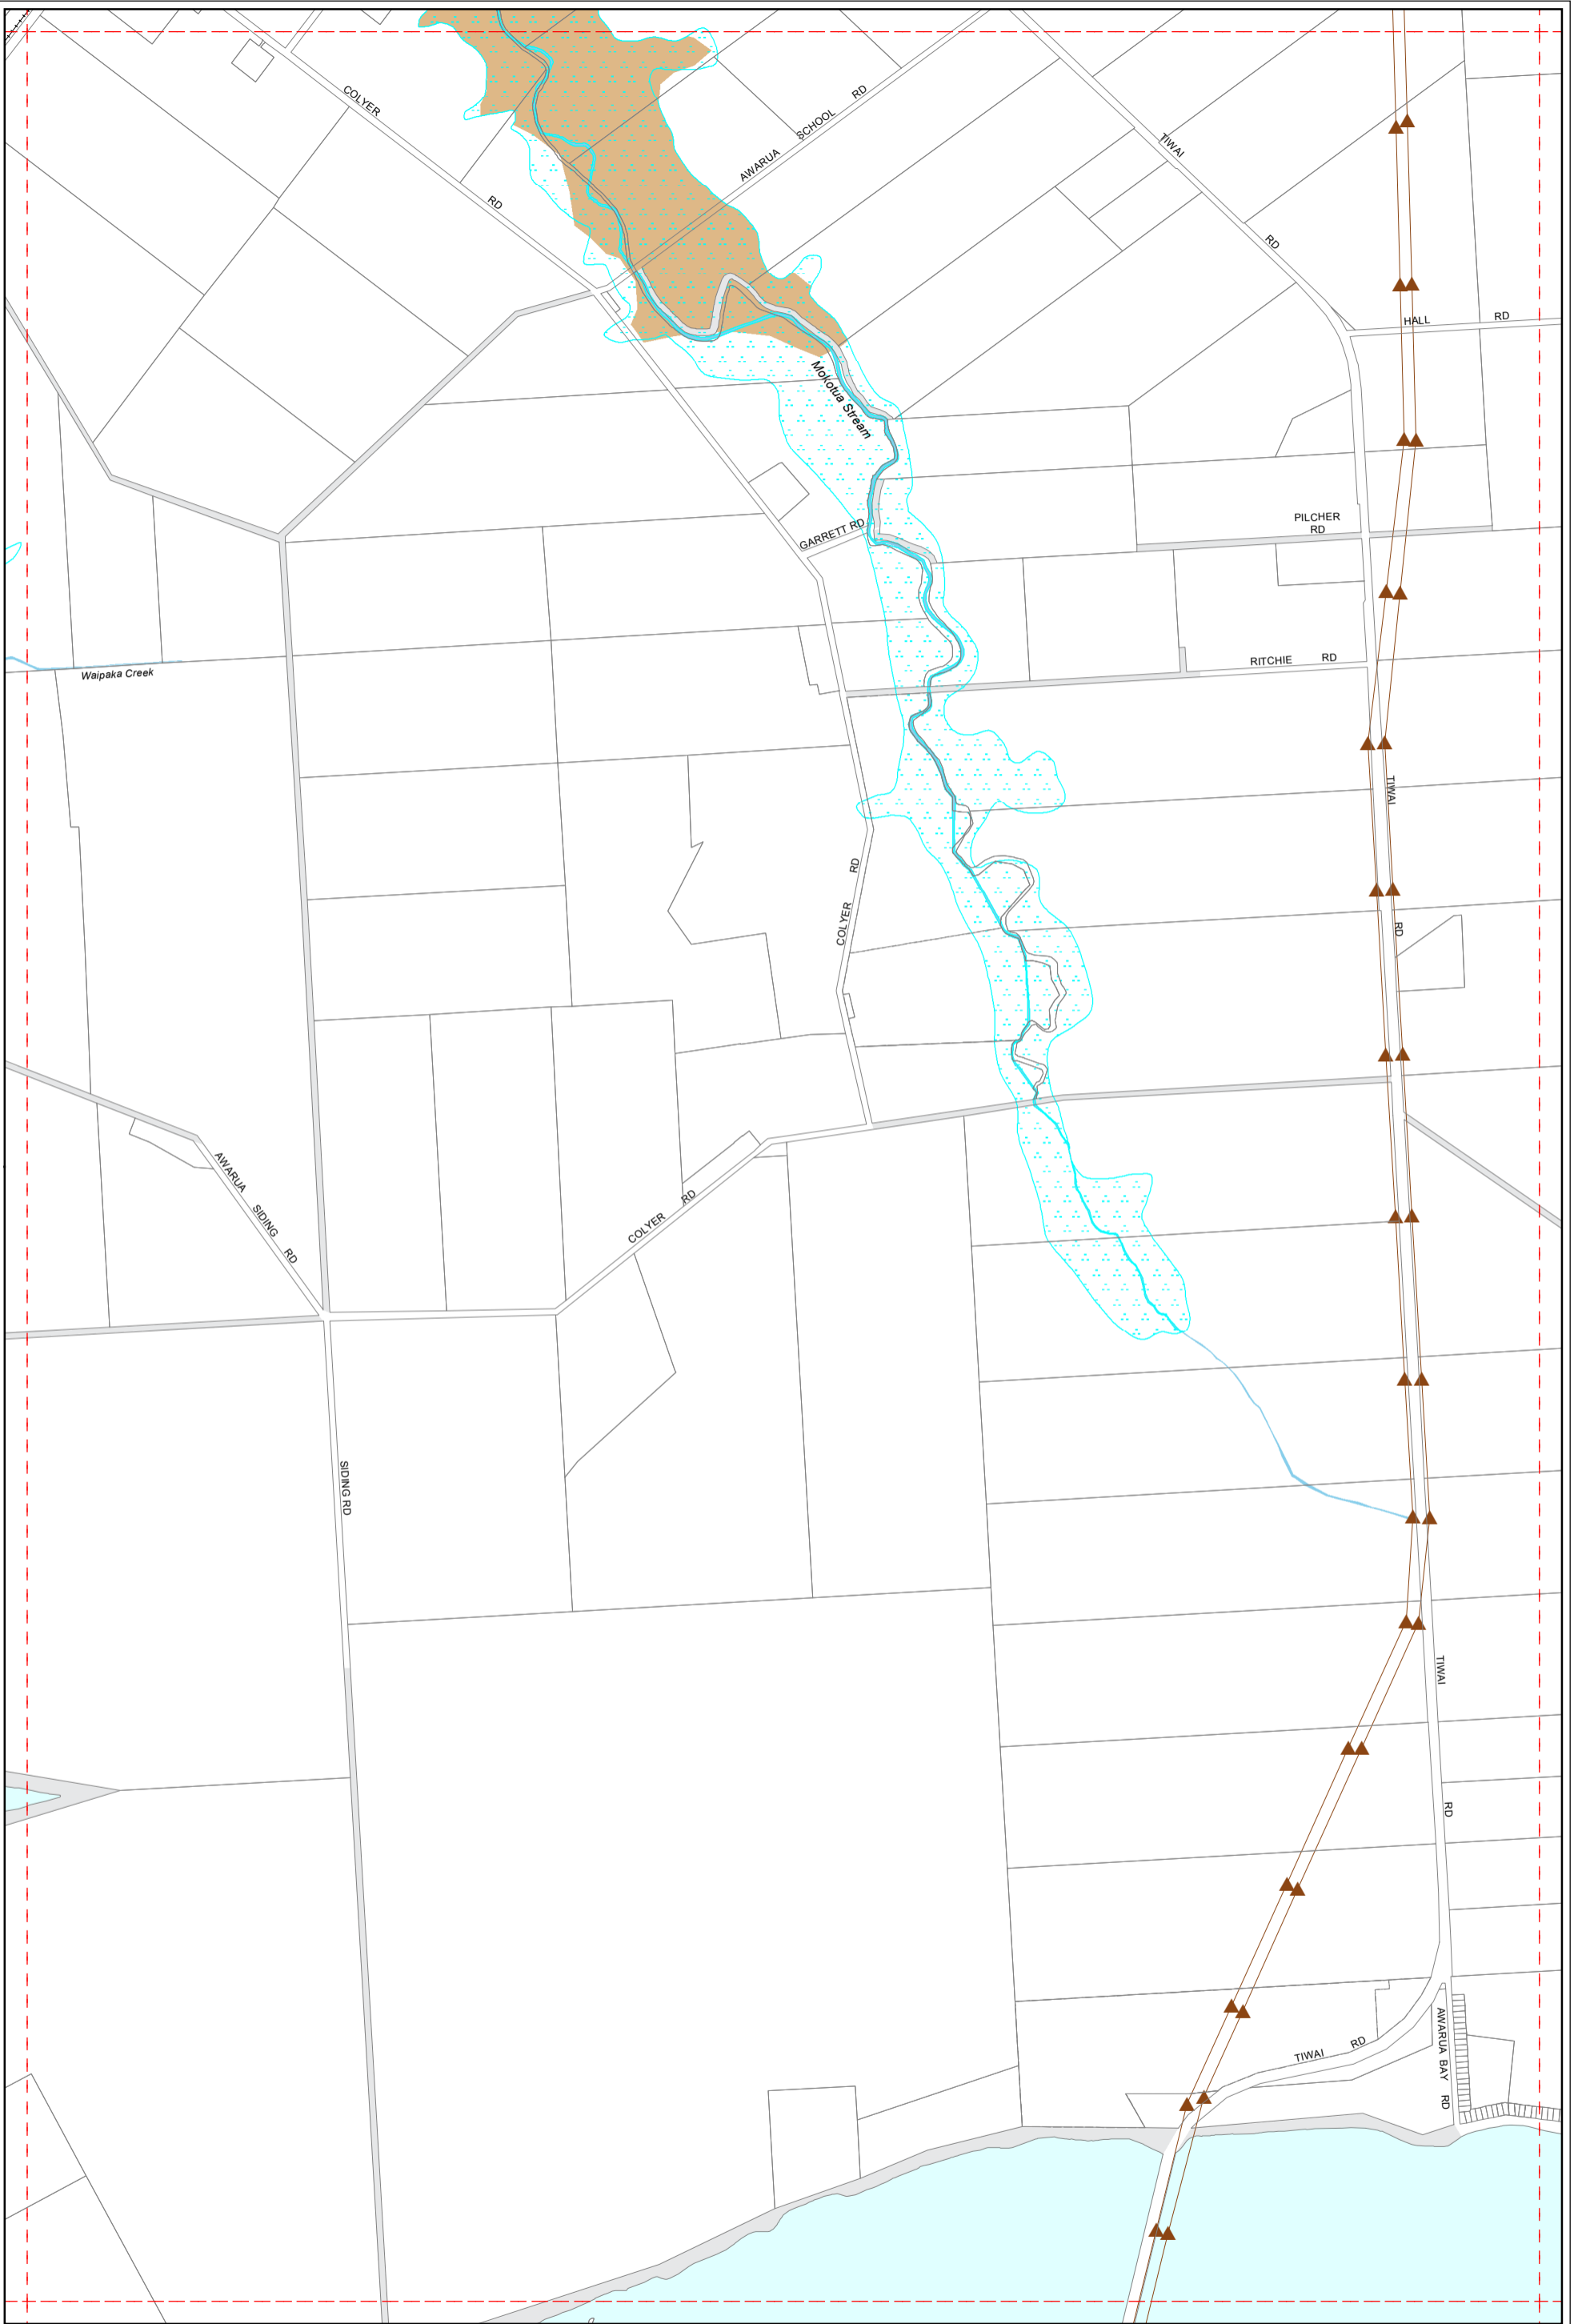 COLYER
RD
AWARUA SCHOOL RD
TIWAI
RD
HALL RD
Mokotua Stream
GARRETT RD
PILCHER
RD
RITCHIE RD
Waipaka Creek
TIWAI
RD
COLYER RD
AWARUA SIDING RD
COLYER RD
SIDING RD
TIWAI
RD
TIWAI RD
AWARUA BAY RD